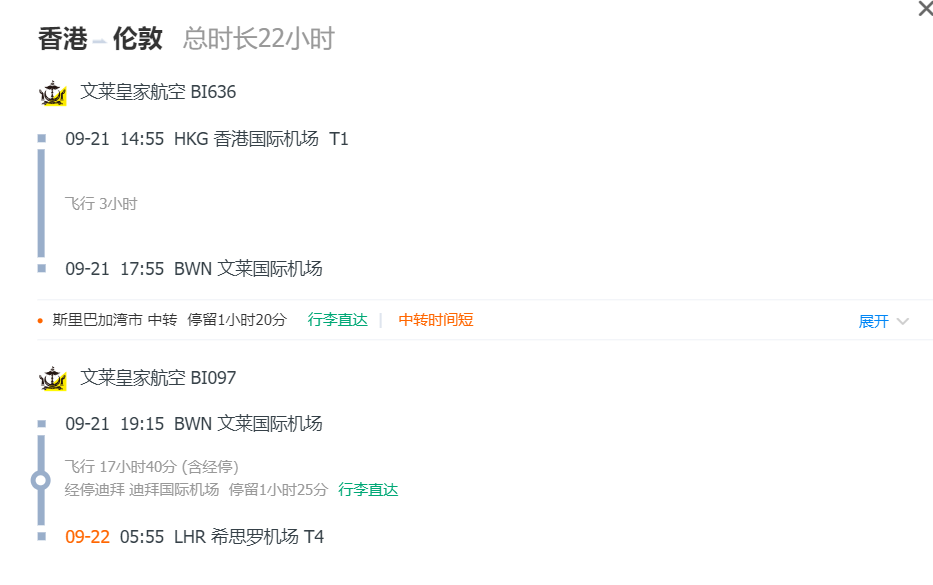 香港 — 伦敦 总时长22小时
文莱皇家航空 BI636
09-21 14:55 HKG 香港国际机场 T1
飞行 3小时
09-21 17:55 BWN 文莱国际机场
斯里巴加湾市 中转 停留1小时20分 行李直达 | 中转时间短 展开
文莱皇家航空 BI097
09-21 19:15 BWN 文莱国际机场
飞行 17小时40分 (含经停)
经停迪拜 迪拜国际机场 停留1小时25分 行李直达
09-22 05:55 LHR 希思罗机场 T4